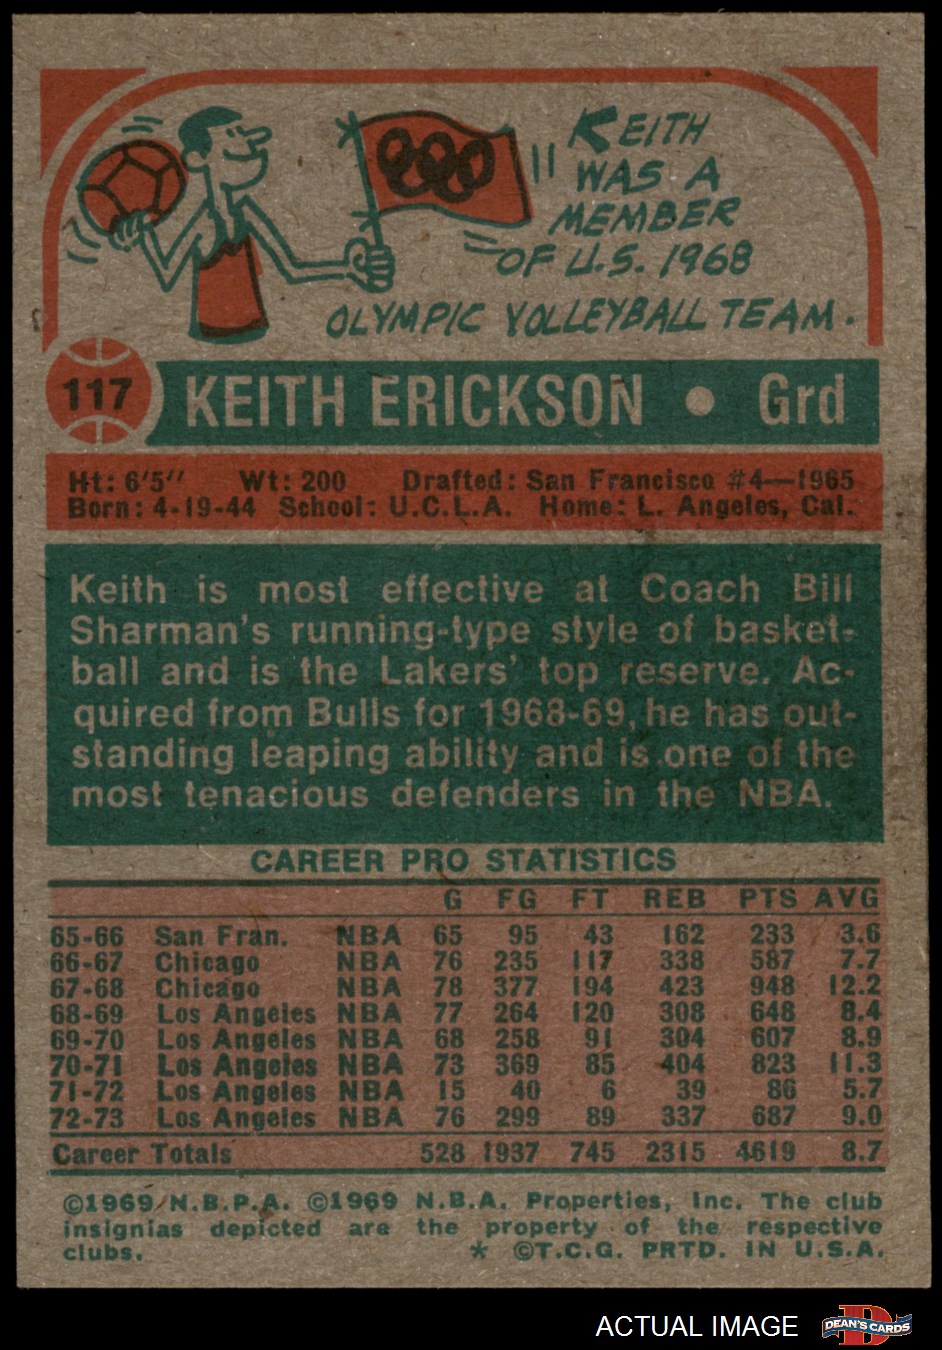 KEITH
WAS A
MEMBER
OF U.S. 1968
OLYMPIC VOLLEYBALL TEAM.
117 KEITH ERICKSON • Grd
Ht: 6'5" Wt: 200 Drafted: San Francisco #4—1965
Born: 4-19-44 School: U.C.L.A. Home: L. Angeles, Cal.
Keith is most effective at Coach Bill
Sharman's running-type style of basket-
ball and is the Lakers' top reserve. Ac-
quired from Bulls for 1968-69, he has out-
standing leaping ability and is one of the
most tenacious defenders in the NBA.
CAREER PRO STATISTICS
G FG FT REB PTS AVG
65-66 San Fran. NBA 65 95 43 162 233 3.6
66-67 Chicago NBA 76 235 117 338 587 7.7
67-68 Chicago NBA 78 377 194 423 948 12.2
68-69 Los Angeles NBA 77 264 120 308 648 8.4
69-70 Los Angeles NBA 68 258 91 304 607 8.9
70-71 Los Angeles NBA 73 369 85 404 823 11.3
71-72 Los Angeles NBA 15 40 6 39 86 5.7
72-73 Los Angeles NBA 76 299 89 337 687 9.0
Career Totals 528 1937 745 2315 4619 8.7
©1969 N.B.P.A. ©1969 N.B.A. Properties, Inc. The club
insignias depicted are the property of the respective
clubs. * ©T.C.G. PRTD. IN U.S.A.
ACTUAL IMAGE D
DEAN'S CARDS